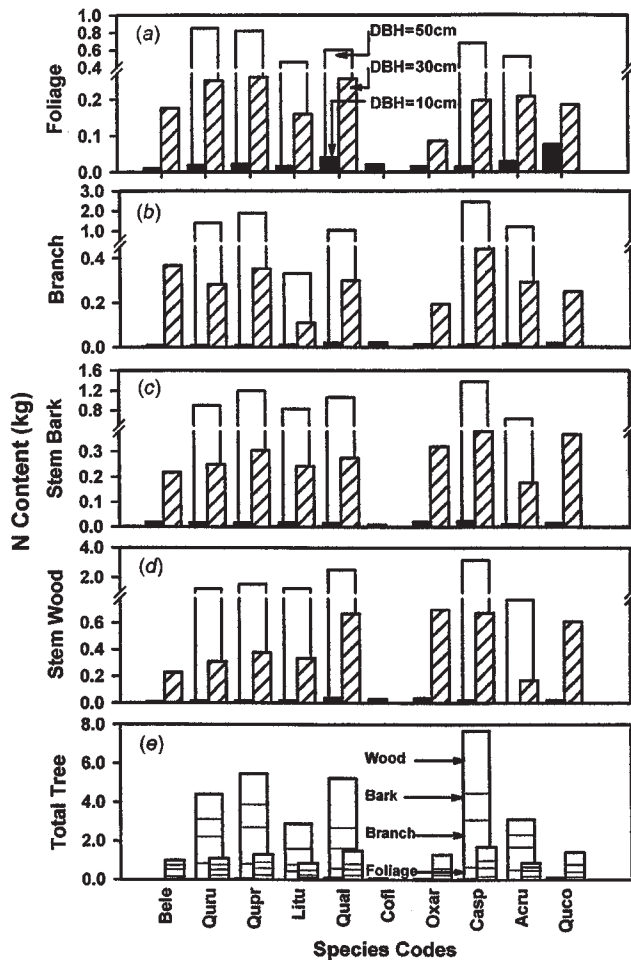 N Content (kg)
Foliage
1.0
0.8
0.6
0.4
0.2
0.1
0.0
(a)
DBH=50cm
DBH=30cm
DBH=10cm
Branch
3.0
2.0
1.0
0.4
0.2
0.0
(b)
Stem Bark
1.6
1.2
0.8
0.3
0.2
0.1
0.0
(c)
Stem Wood
4.0
2.0
0.6
0.4
0.2
0.0
(d)
Total Tree
8.0
6.0
4.0
2.0
0.0
(e)
Wood
Bark
Branch
Foliage
Bele
Quru
Qupr
Litu
Qual
Cofl
Oxar
Casp
Acru
Quco
Species Codes